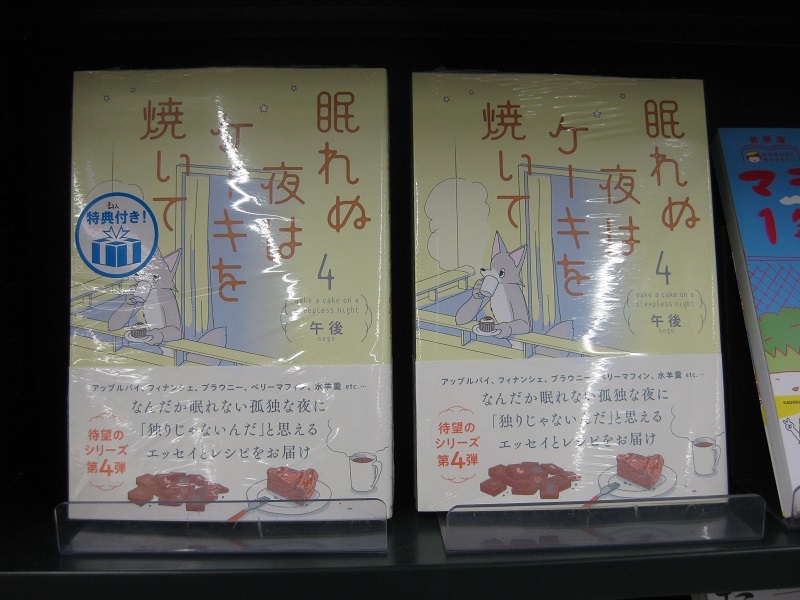 眠れぬ
夜は
ケーキを
焼いて
4
make a cake on a
sleepless night
午後
gogo
特典付き!
アップルパイ、フィナンシェ、ブラウニー、ベリーマフィン、水羊羹 etc.…
なんだか眠れない孤独な夜に
「独りじゃないんだ」と思える
エッセイとレシピをお届け
待望の
シリーズ
第4弾
眠れぬ
夜は
ケーキを
焼いて
4
make a cake on a
sleepless night
午後
gogo
アップルパイ、フィナンシェ、ブラウニー、ベリーマフィン、水羊羹 etc.…
なんだか眠れない孤独な夜に
「独りじゃないんだ」と思える
エッセイとレシピをお届け
待望の
シリーズ
第4弾
新装版